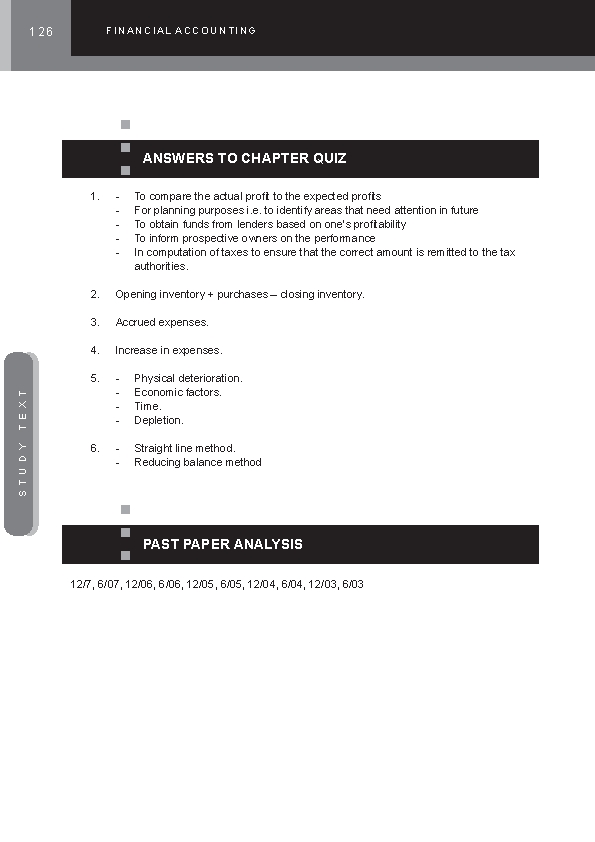 126
FINANCIAL ACCOUNTING
ANSWERS TO CHAPTER QUIZ
1. - To compare the actual profit to the expected profits
- For planning purposes i.e. to identify areas that need attention in future
- To obtain funds from lenders based on one's profitability
- To inform prospective owners on the performance
- In computation of taxes to ensure that the correct amount is remitted to the tax
authorities.
2. Opening inventory + purchases – closing inventory.
3. Accrued expenses.
4. Increase in expenses.
5. - Physical deterioration.
- Economic factors.
- Time.
- Depletion.
6. - Straight line method.
- Reducing balance method
STUDY TEXT
PAST PAPER ANALYSIS
12/7, 6/07, 12/06, 6/06, 12/05, 6/05, 12/04, 6/04, 12/03, 6/03